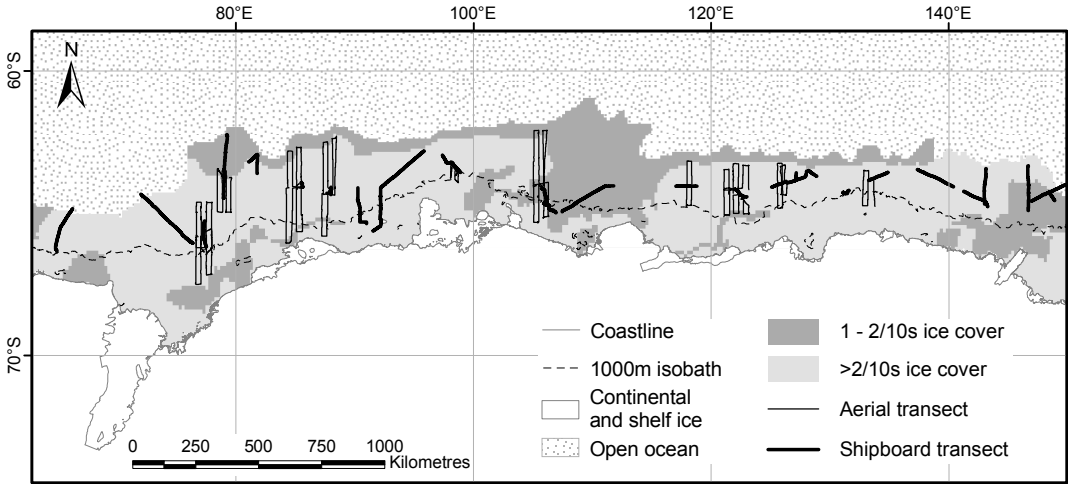 80°E 100°E 120°E 140°E
60°S
N
70°S
Coastline
1000m isobath
Continental
and shelf ice
Open ocean
1 - 2/10s ice cover
>2/10s ice cover
Aerial transect
Shipboard transect
0 250 500 750 1000
Kilometres